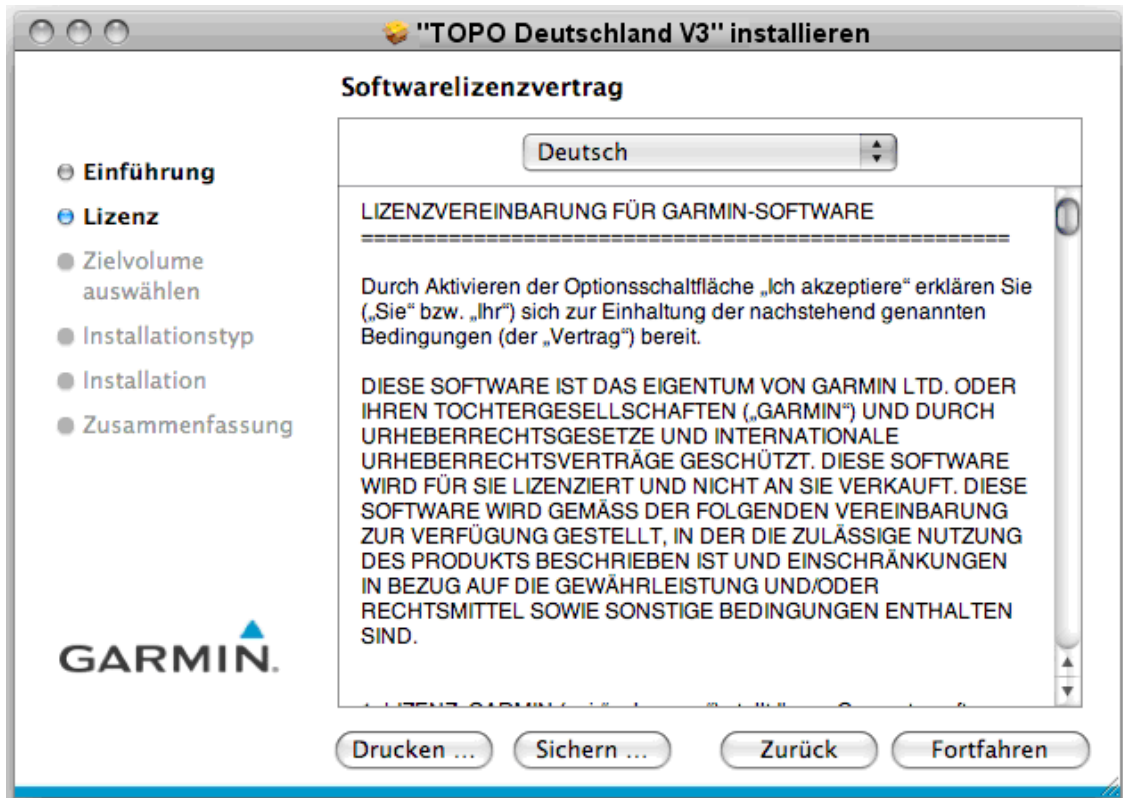 "TOPO Deutschland V3" installieren
Softwarelizenzvertrag
Einführung
Lizenz
Zielvolume
auswählen
Installationstyp
Installation
Zusammenfassung
GARMIN.
Deutsch
LIZENZVEREINBARUNG FÜR GARMIN-SOFTWARE
====================================================
Durch Aktivieren der Optionsschaltfläche „Ich akzeptiere“ erklären Sie
(„Sie“ bzw. „Ihr“) sich zur Einhaltung der nachstehend genannten
Bedingungen (der „Vertrag“) bereit.
DIESE SOFTWARE IST DAS EIGENTUM VON GARMIN LTD. ODER
IHREN TOCHTERGESELLSCHAFTEN („GARMIN“) UND DURCH
URHEBERRECHTSGESETZE UND INTERNATIONALE
URHEBERRECHTSVERTRÄGE GESCHÜTZT. DIESE SOFTWARE
WIRD FÜR SIE LIZENZIERT UND NICHT AN SIE VERKAUFT. DIESE
SOFTWARE WIRD GEMÄSS DER FOLGENDEN VEREINBARUNG
ZUR VERFÜGUNG GESTELLT, IN DER DIE ZULÄSSIGE NUTZUNG
DES PRODUKTS BESCHRIEBEN IST UND EINSCHRÄNKUNGEN
IN BEZUG AUF DIE GEWÄHRLEISTUNG UND/ODER
RECHTSMITTEL SOWIE SONSTIGE BEDINGUNGEN ENTHALTEN
SIND.
LIZENZ GARMIN
Drucken ...
Sichern ...
Zurück
Fortfahren